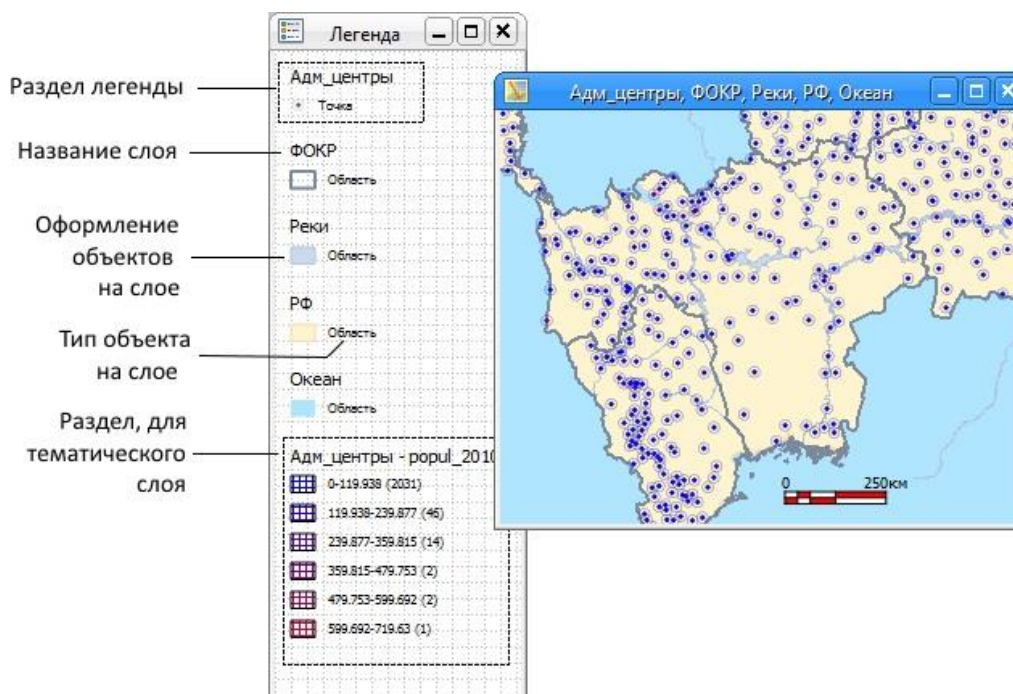 Раздел легенды
Название слоя
Оформление
объектов
на слое
Тип объекта
на слое
Раздел, для
тематического
слоя
Легенда
Адм_центры
Точка
ФОКР
Область
Реки
Область
РФ
Область
Океан
Область
Адм_центры - popul_2010
0-119.938 (2031)
119.938-239.877 (46)
239.877-359.815 (14)
359.815-479.753 (2)
479.753-599.692 (2)
599.692-719.63 (1)
Адм_центры, ФОКР, Реки, РФ, Океан
0 250км